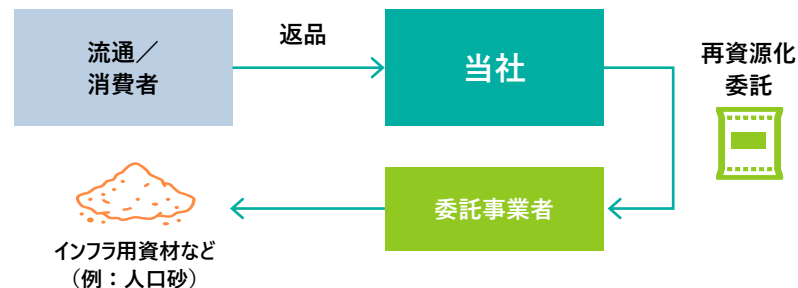 流通／
消費者
返品
当社
再資源化
委託
委託事業者
インフラ用資材など
（例：人口砂）